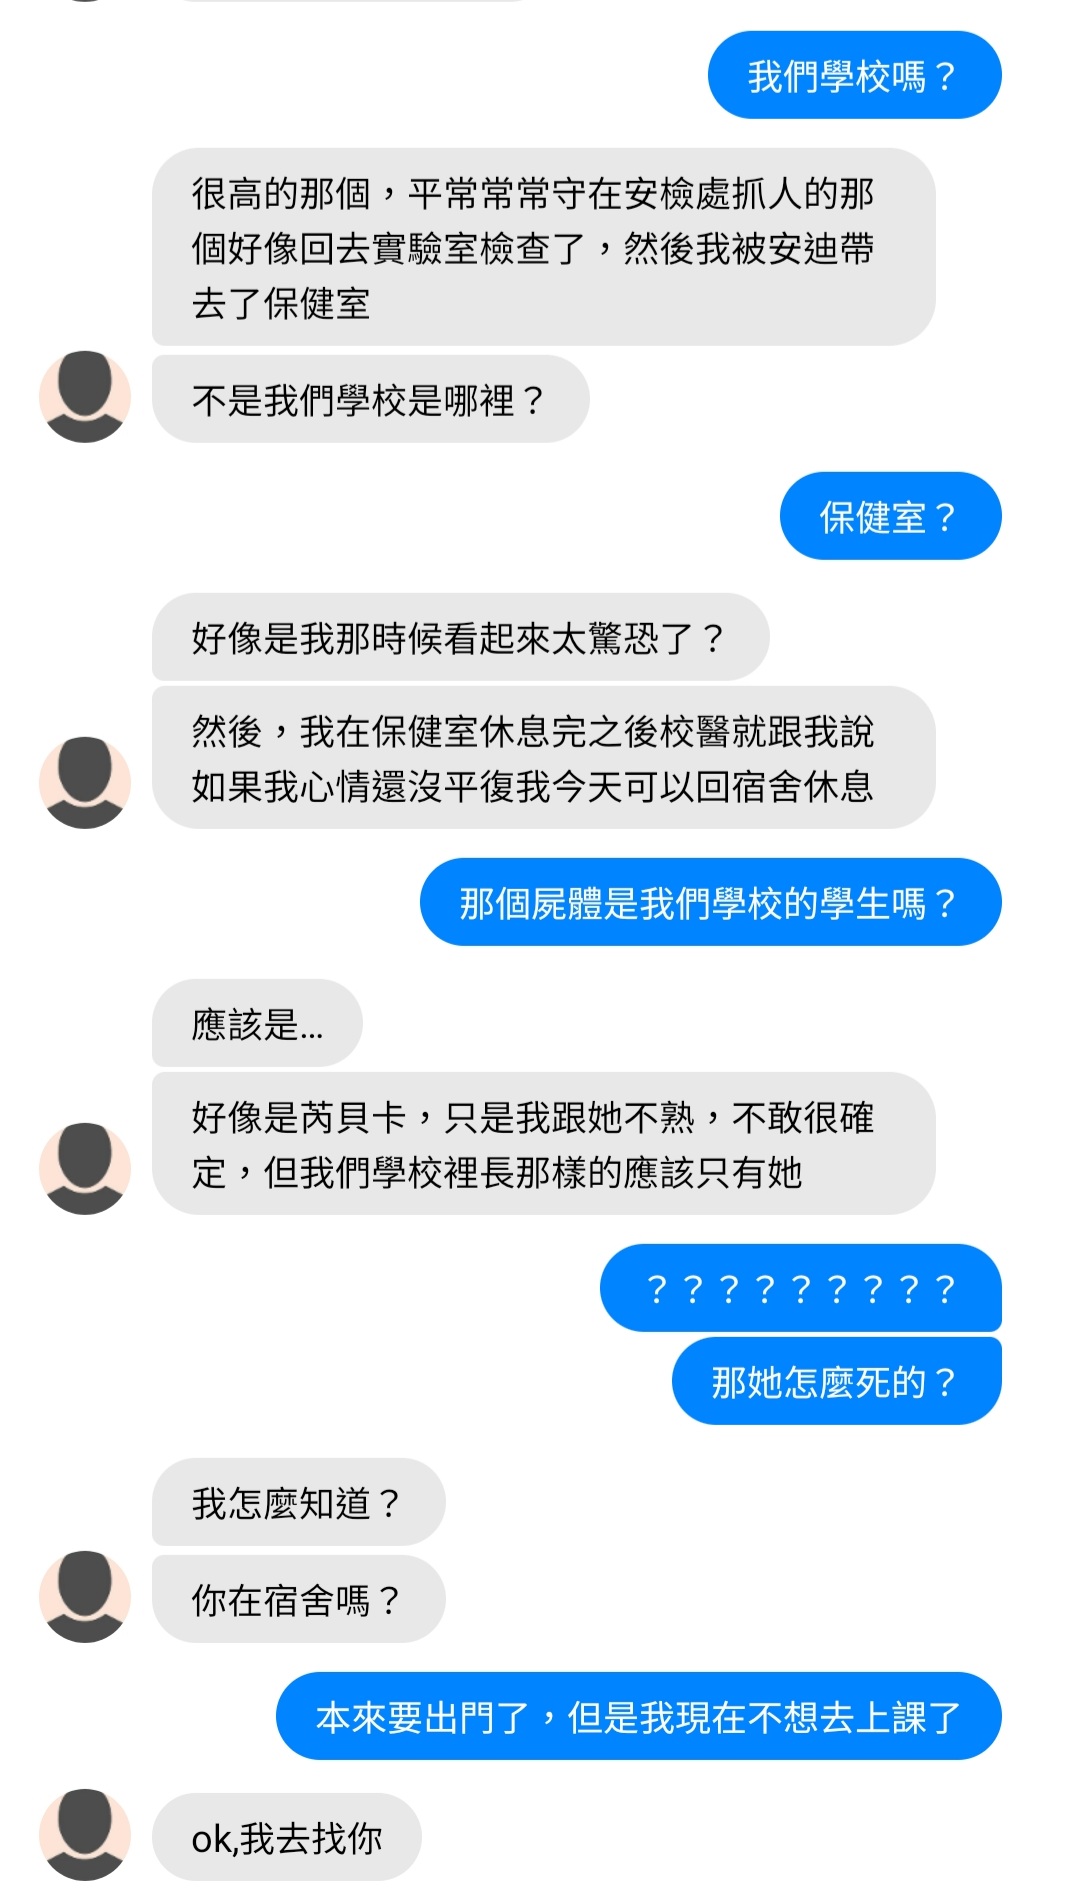 我們學校嗎？
很高的那個，平常常常守在安檢處抓人的那
個好像回去實驗室檢查了，然後我被安迪帶
去了保健室
不是我們學校是哪裡？
保健室？
好像是我那時候看起來太驚恐了？
然後，我在保健室休息完之後校醫就跟我說
如果我心情還沒平復我今天可以回宿舍休息
那個屍體是我們學校的學生嗎？
應該是...
好像是芮貝卡，只是我跟她不熟，不敢很確
定，但我們學校裡長那樣的應該只有她
？？？？？？？？？
那她怎麼死的？
我怎麼知道？
你在宿舍嗎？
本來要出門了，但是我現在不想去上課了
ok,我去找你